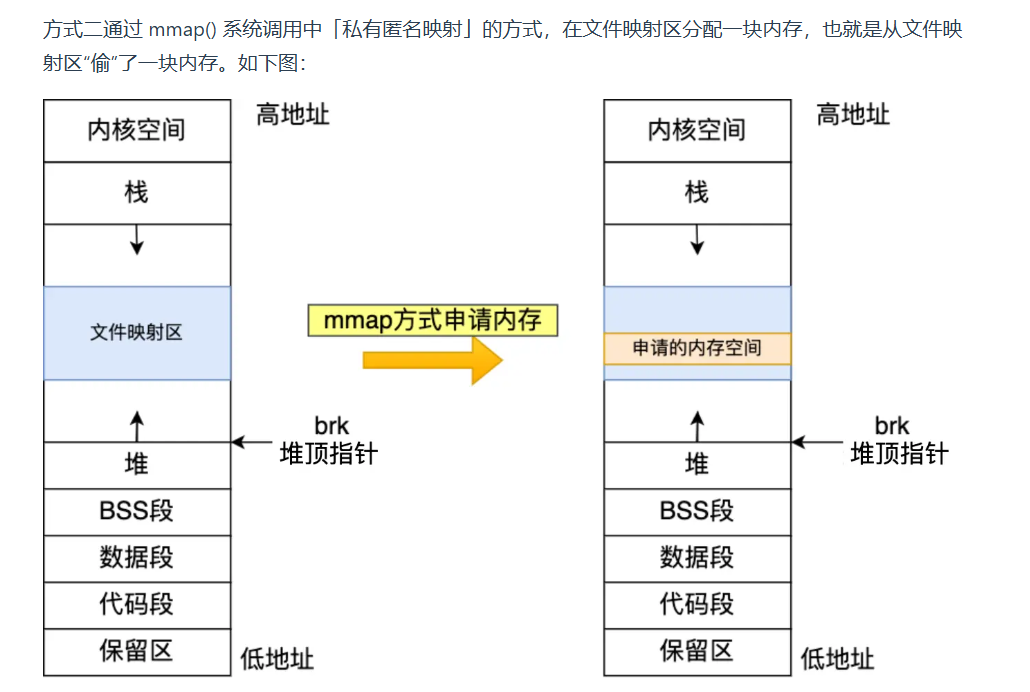 方式二通过 mmap() 系统调用中「私有匿名映射」的方式，在文件映射区分配一块内存，也就是从文件映
射区“偷”了一块内存。如下图：
高地址
内核空间
栈
文件映射区
brk
堆顶指针
堆
BSS段
数据段
代码段
保留区
低地址
mmap方式申请内存
高地址
内核空间
栈
申请的内存空间
brk
堆顶指针
堆
BSS段
数据段
代码段
保留区
低地址